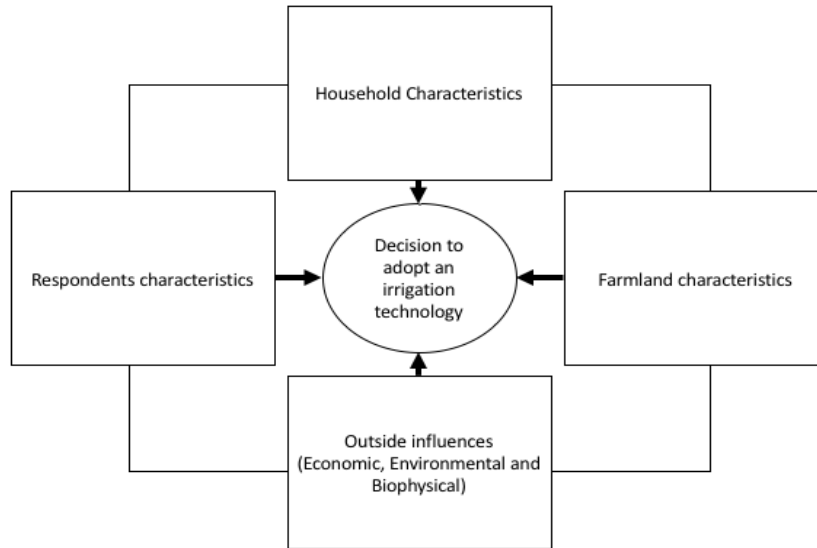 Household Characteristics
Respondents characteristics
Decision to
adopt an
irrigation
technology
Farmland characteristics
Outside influences
(Economic, Environmental and
Biophysical)